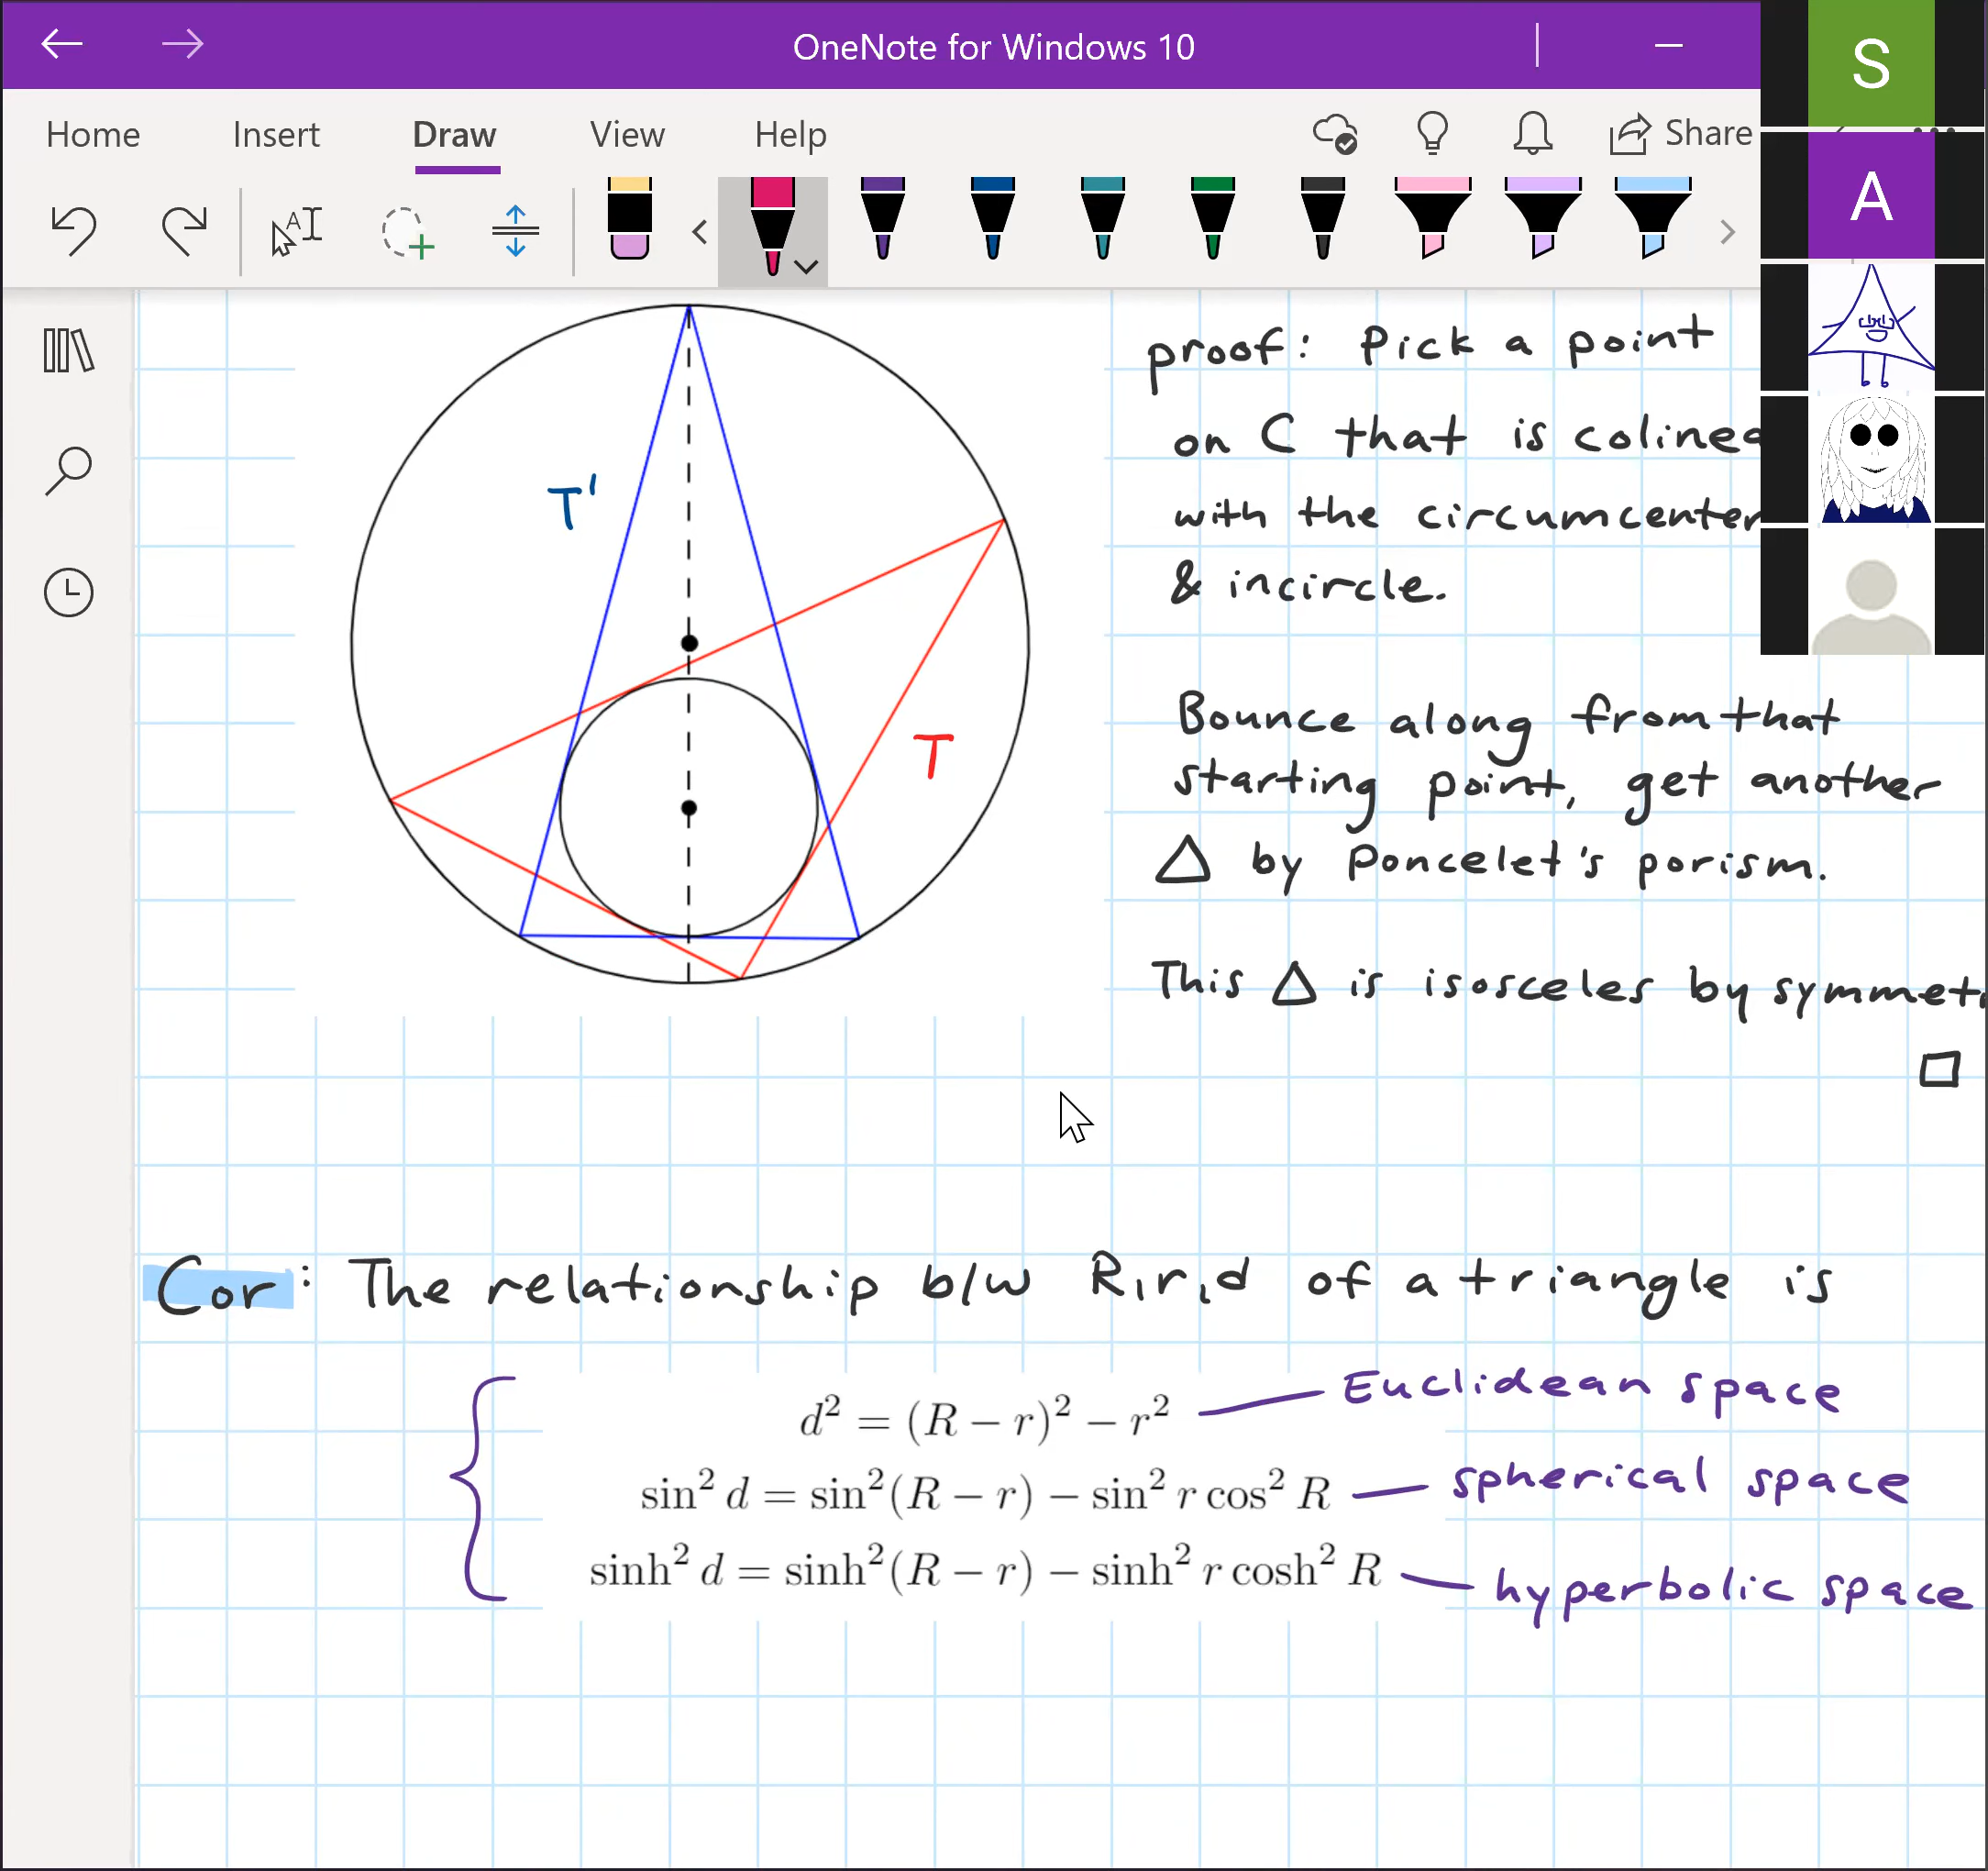 OneNote for Windows 10
S
Home Insert Draw View Help Share
A
proof: Pick a point
on C that is colinea
with the circumcenter
& incircle.
T'
T
Bounce along from that
starting point, get another
Δ by Poncelet's porism.
This Δ is isosceles by symmet
□
Cor: The relationship b/w R,r,d of a triangle is
d² = (R − r)² − r² — Euclidean space
sin² d = sin²(R − r) − sin² r cos² R — spherical space
sinh² d = sinh²(R − r) − sinh² r cosh² R — hyperbolic space